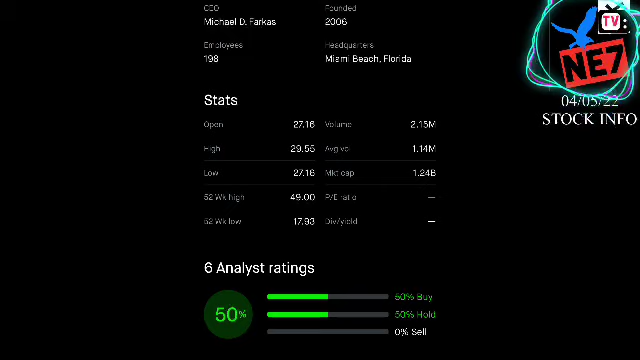 CEO
Founded
Michael D. Farkas
2006
Employees
Headquarters
198
Miami Beach, Florida
TV
NE7
04/05/22
STOCK INFO
Stats
Open 27.16 Volume 2.15M
High 29.55 Avg vol 1.14M
Low 27.16 Mkt cap 1.24B
52 Wk high 49.00 P/E ratio —
52 Wk low 17.93 Div/yield —
6 Analyst ratings
50%
50% Buy
50% Hold
0% Sell